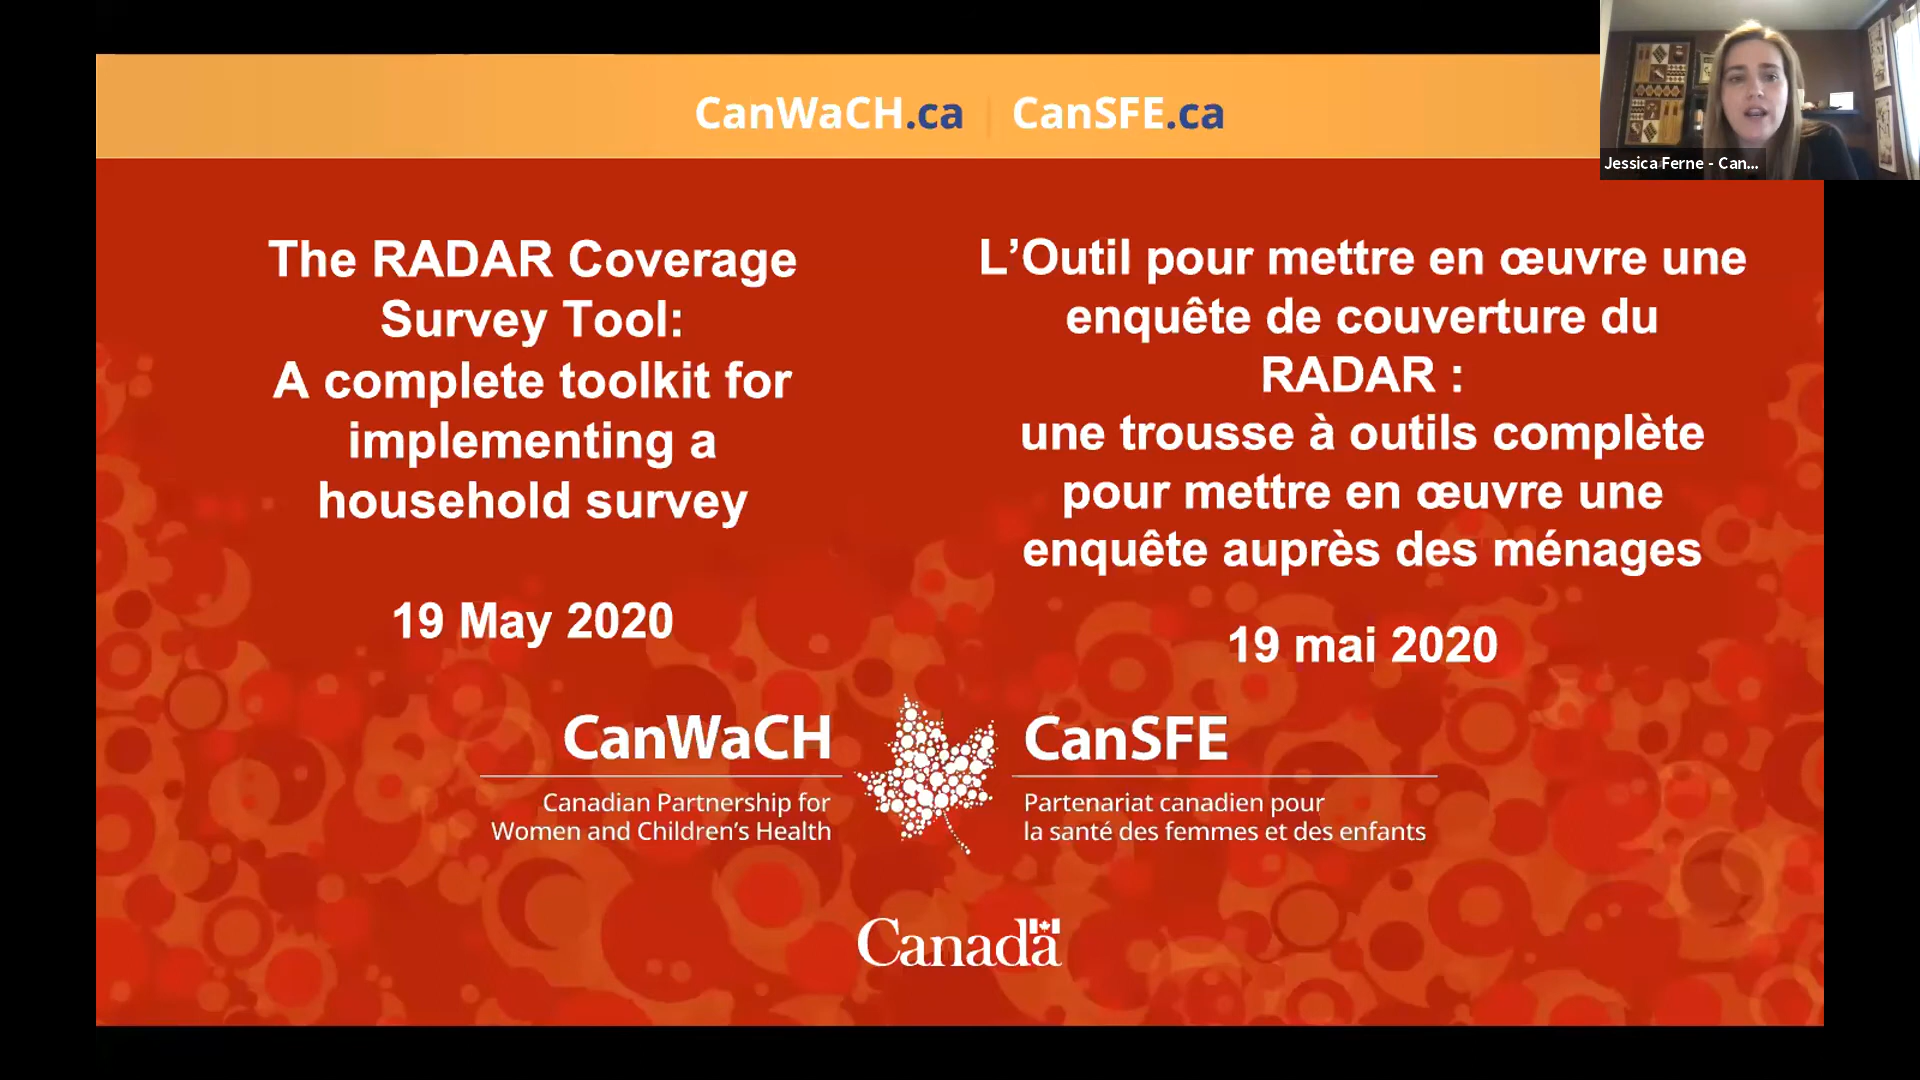 CanWaCH.ca | CanSFE.ca
Jessica Ferne - Can...
The RADAR Coverage
Survey Tool:
A complete toolkit for
implementing a
household survey
19 May 2020
L’Outil pour mettre en œuvre une
enquête de couverture du
RADAR :
une trousse à outils complète
pour mettre en œuvre une
enquête auprès des ménages
19 mai 2020
CanWaCH
Canadian Partnership for
Women and Children’s Health
CanSFE
Partenariat canadien pour
la santé des femmes et des enfants
Canada